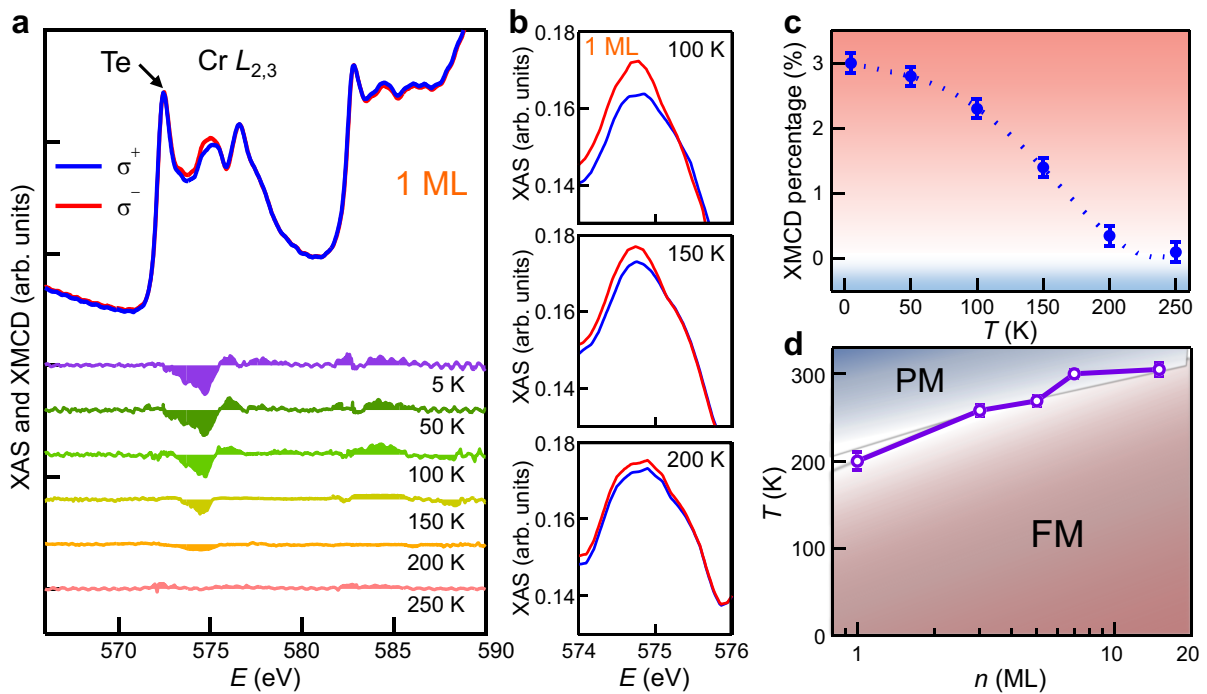 a
Te
Cr L2,3
σ+
σ−
1 ML
5 K
50 K
100 K
150 K
200 K
250 K
XAS and XMCD (arb. units)
570 575 580 585 590
E (eV)
b
1 ML
100 K
0.18
0.16
0.14
XAS (arb. units)
150 K
0.18
0.16
0.14
XAS (arb. units)
200 K
0.18
0.16
0.14
XAS (arb. units)
574 575 576
E (eV)
c
XMCD percentage (%)
3
2
1
0
0 50 100 150 200 250
T (K)
d
PM
FM
T (K)
300
200
100
0
1 10 20
n (ML)